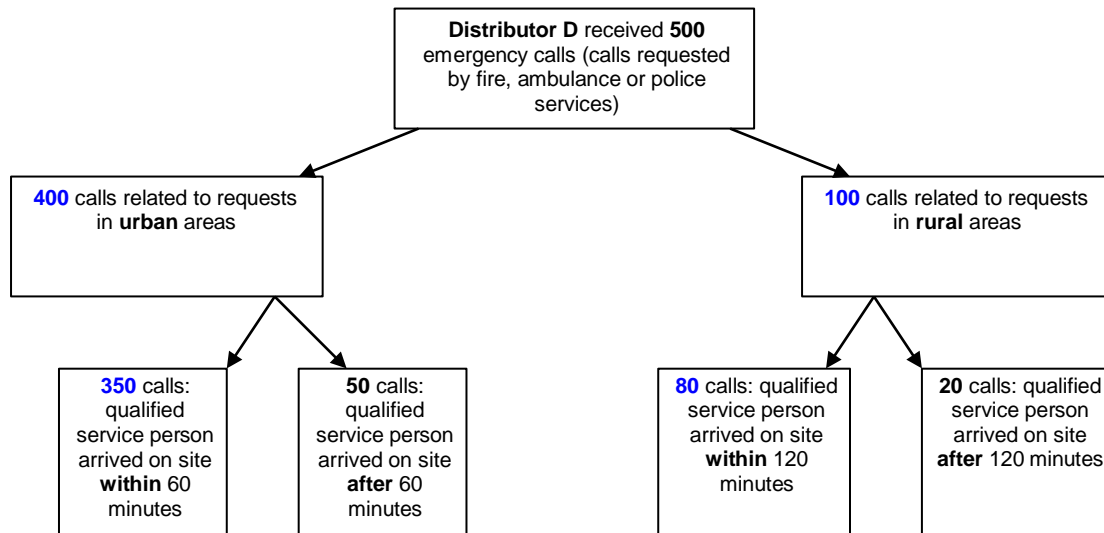 Distributor D received 500
emergency calls (calls requested
by fire, ambulance or police
services)
400 calls related to requests
in urban areas
100 calls related to requests
in rural areas
350 calls:
qualified
service person
arrived on site
within 60
minutes
50 calls:
qualified
service person
arrived on site
after 60
minutes
80 calls: qualified
service person
arrived on site
within 120
minutes
20 calls: qualified
service person
arrived on site
after 120 minutes